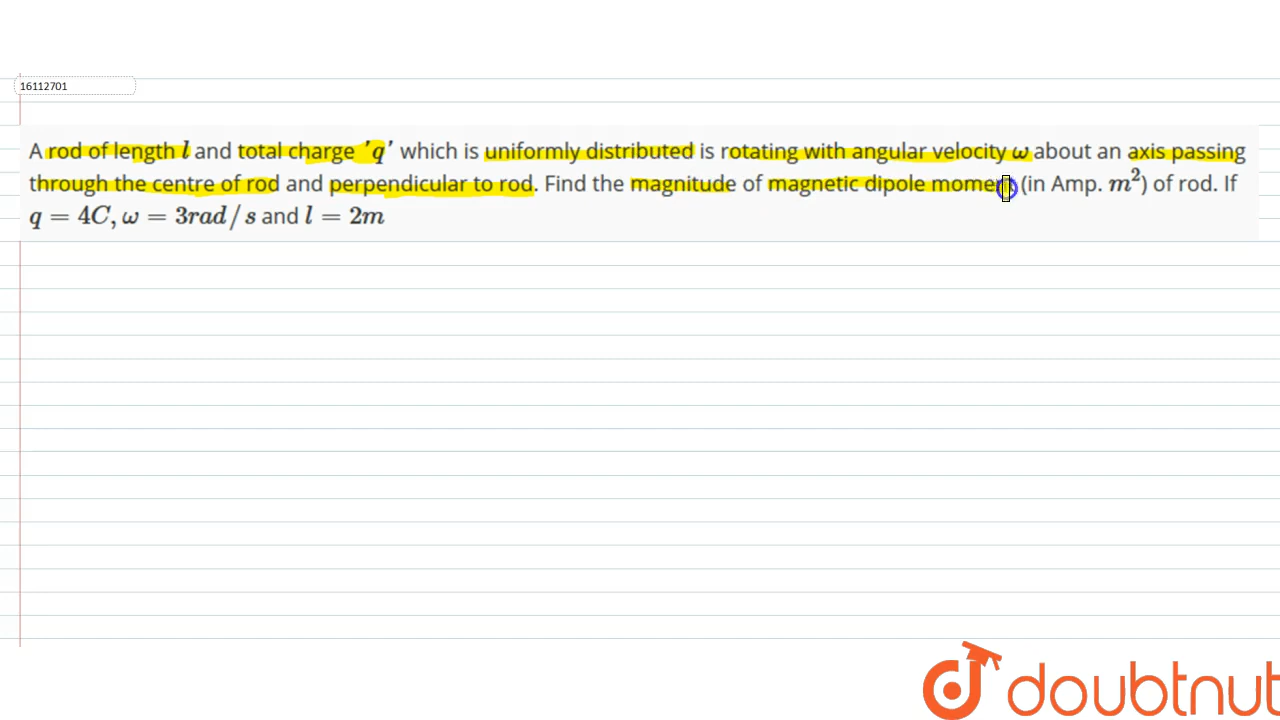 16112701
A rod of length l and total charge 'q' which is uniformly distributed is rotating with angular velocity ω about an axis passing
through the centre of rod and perpendicular to rod. Find the magnitude of magnetic dipole moment (in Amp. m²) of rod. If
q = 4C, ω = 3rad/s and l = 2m
doubtnut